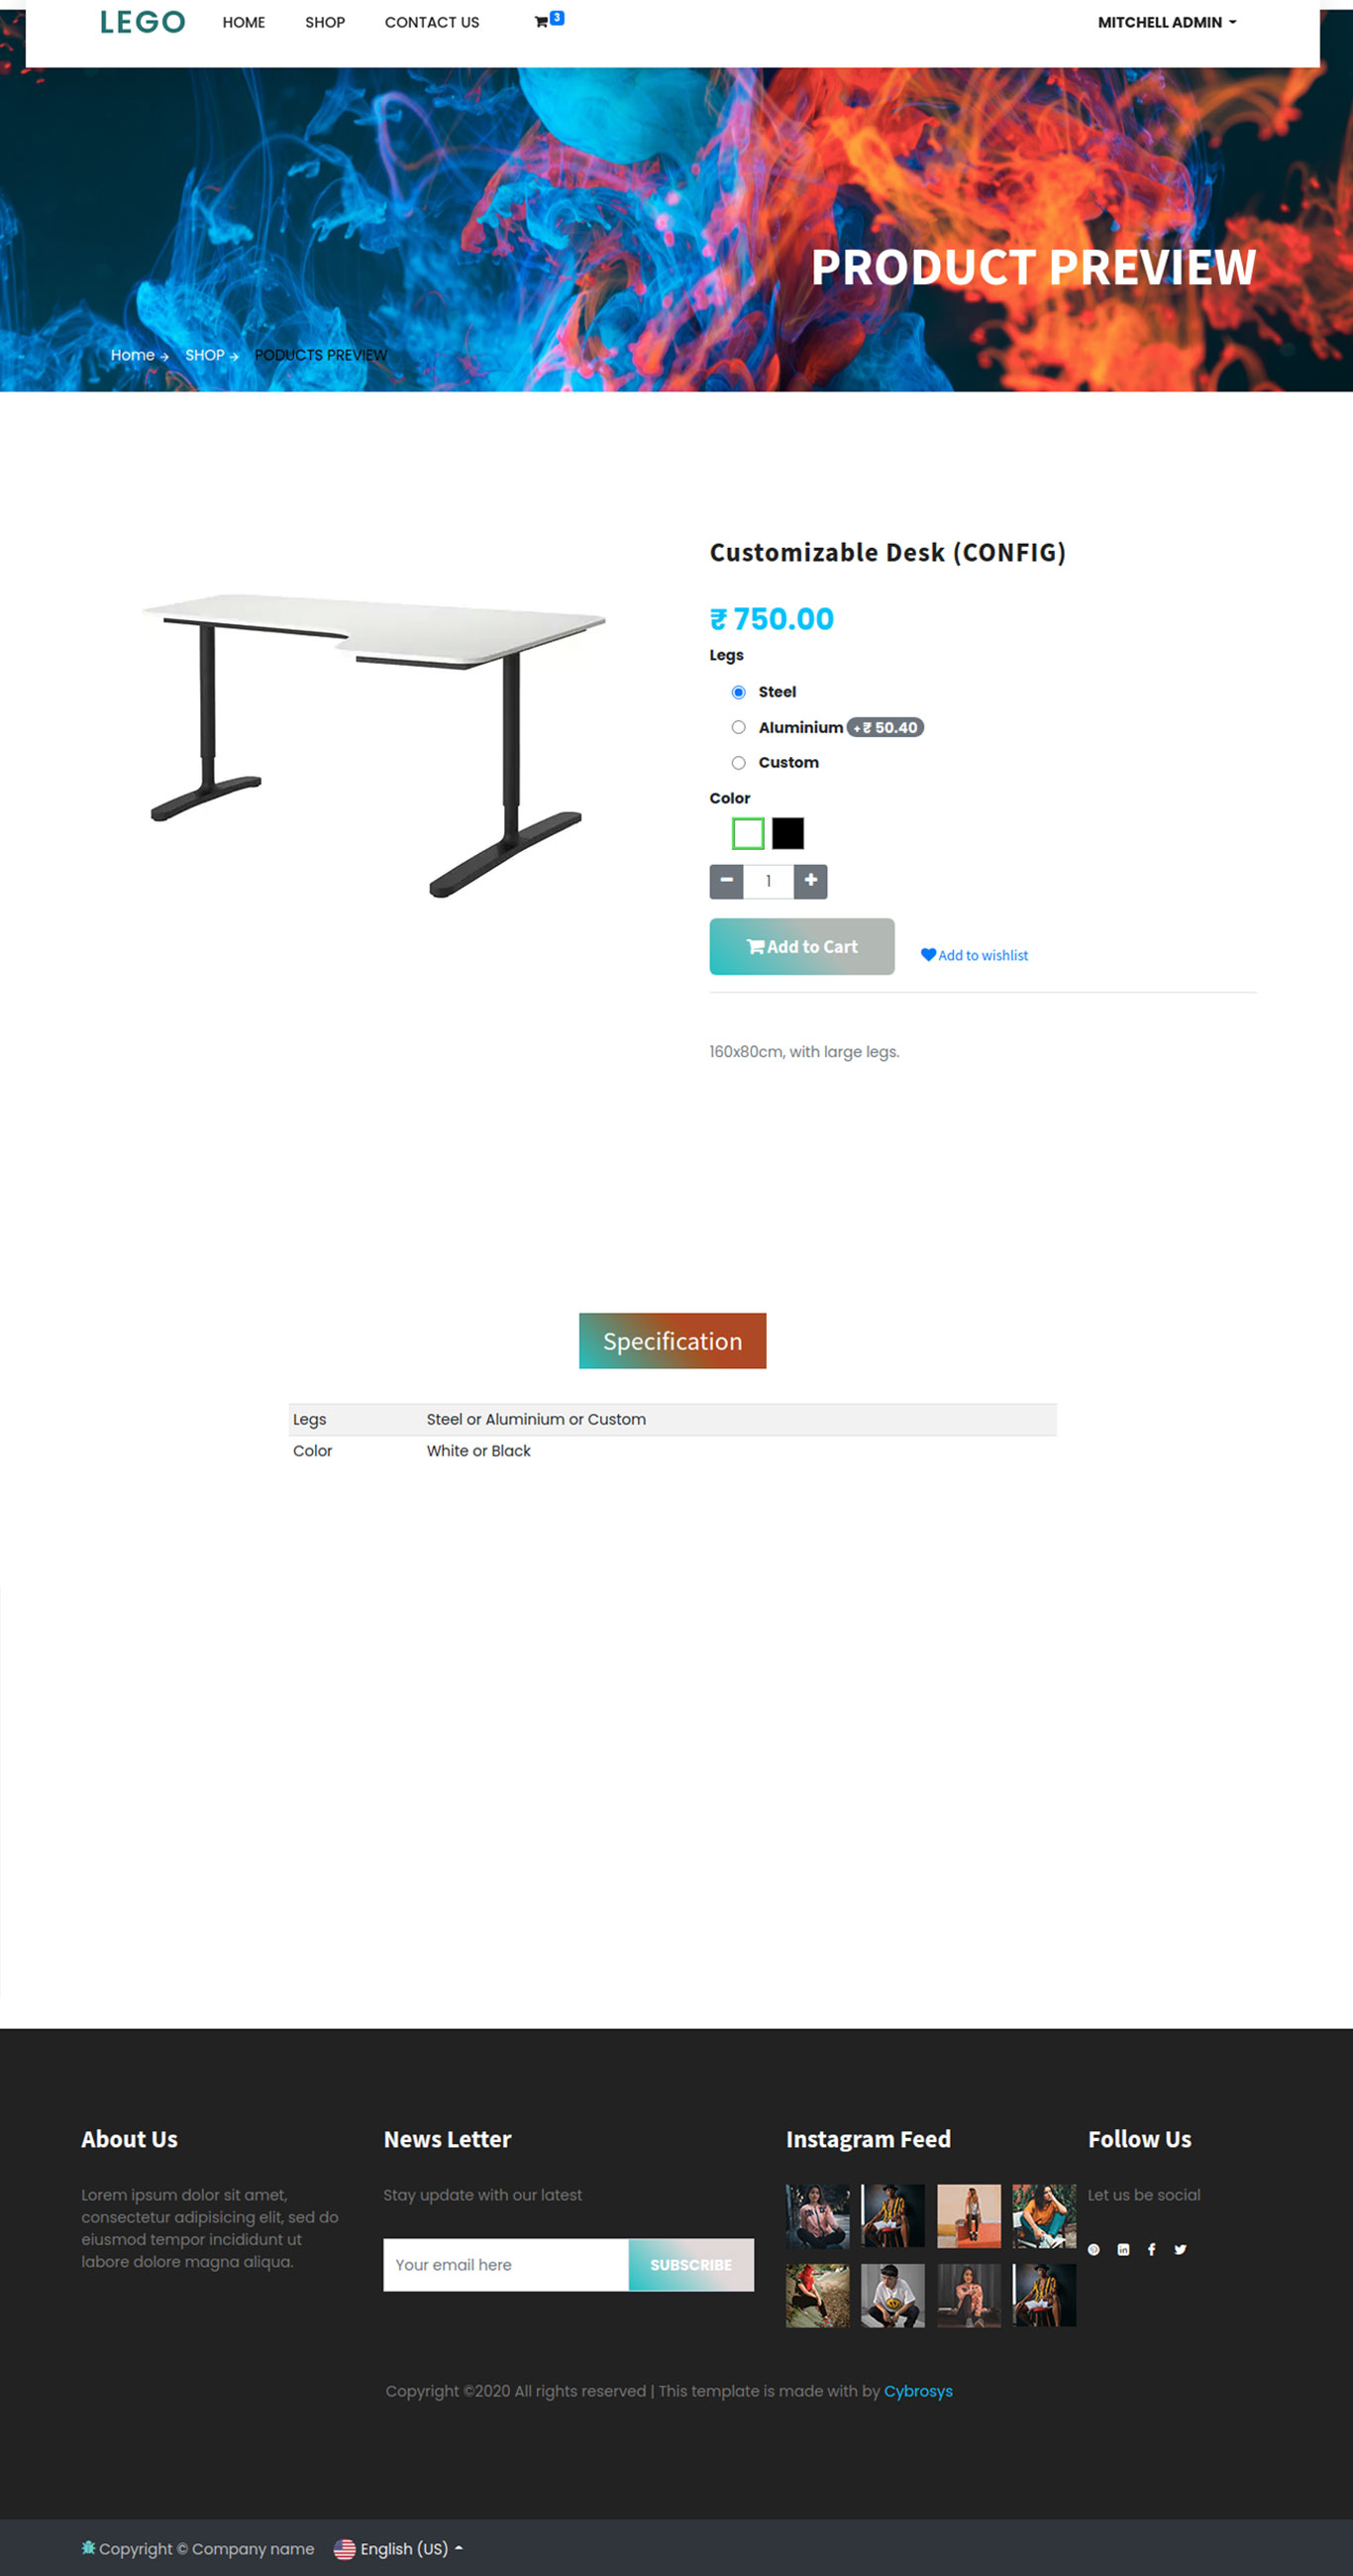 LEGO HOME SHOP CONTACT US 3 MITCHELL ADMIN
PRODUCT PREVIEW
Home → SHOP → PODUCTS PREVIEW
Customizable Desk (CONFIG)
₹ 750.00
Legs
Steel
Aluminium + ₹ 50.40
Custom
Color
1
Add to Cart
Add to wishlist
160x80cm, with large legs.
Specification
Legs Steel or Aluminium or Custom
Color White or Black
About Us
Lorem ipsum dolor sit amet,
consectetur adipisicing elit, sed do
eiusmod tempor incididunt ut
labore dolore magna aliqua.
News Letter
Stay update with our latest
Your email here SUBSCRIBE
Instagram Feed
Follow Us
Let us be social
Copyright ©2020 All rights reserved | This template is made with by Cybrosys
Copyright © Company name English (US)